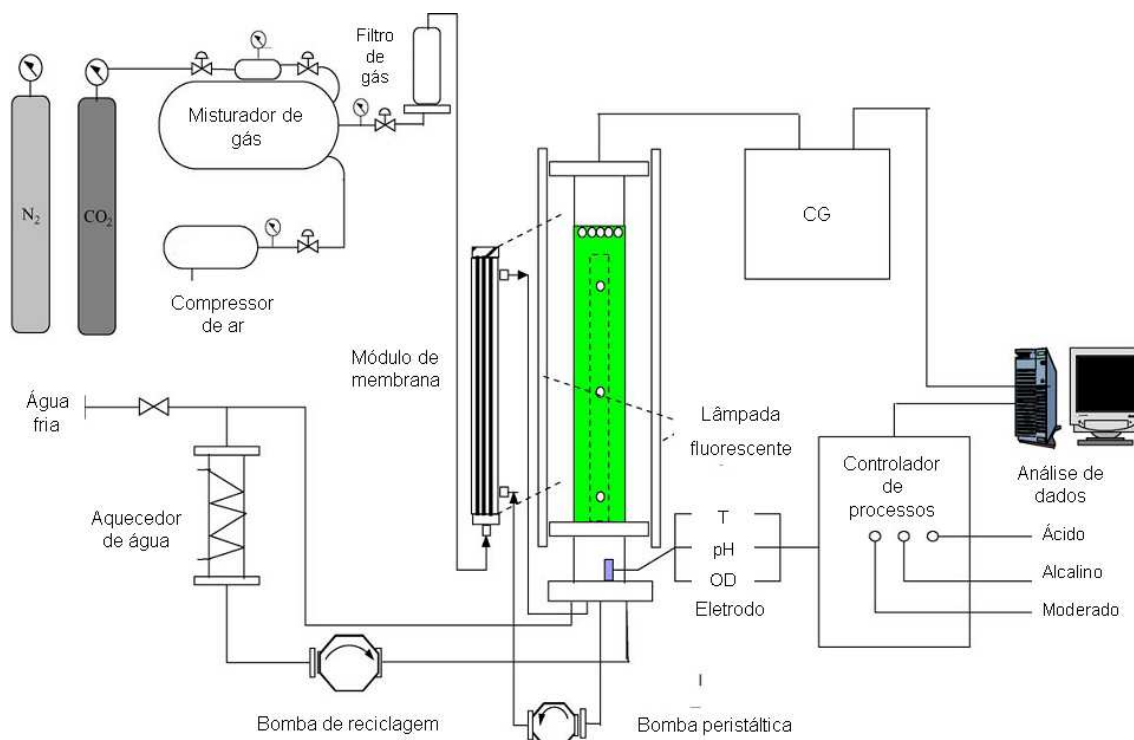 Filtro
de
gás
Misturador de
gás
N2
CO2
CG
Compressor
de ar
Módulo de
membrana
Água
fria
Lâmpada
fluorescente
Controlador
de
processos
Análise de
dados
Aquecedor
de água
T
pH
OD
Eletrodo
Ácido
Alcalino
Moderado
Bomba de reciclagem
Bomba peristáltica